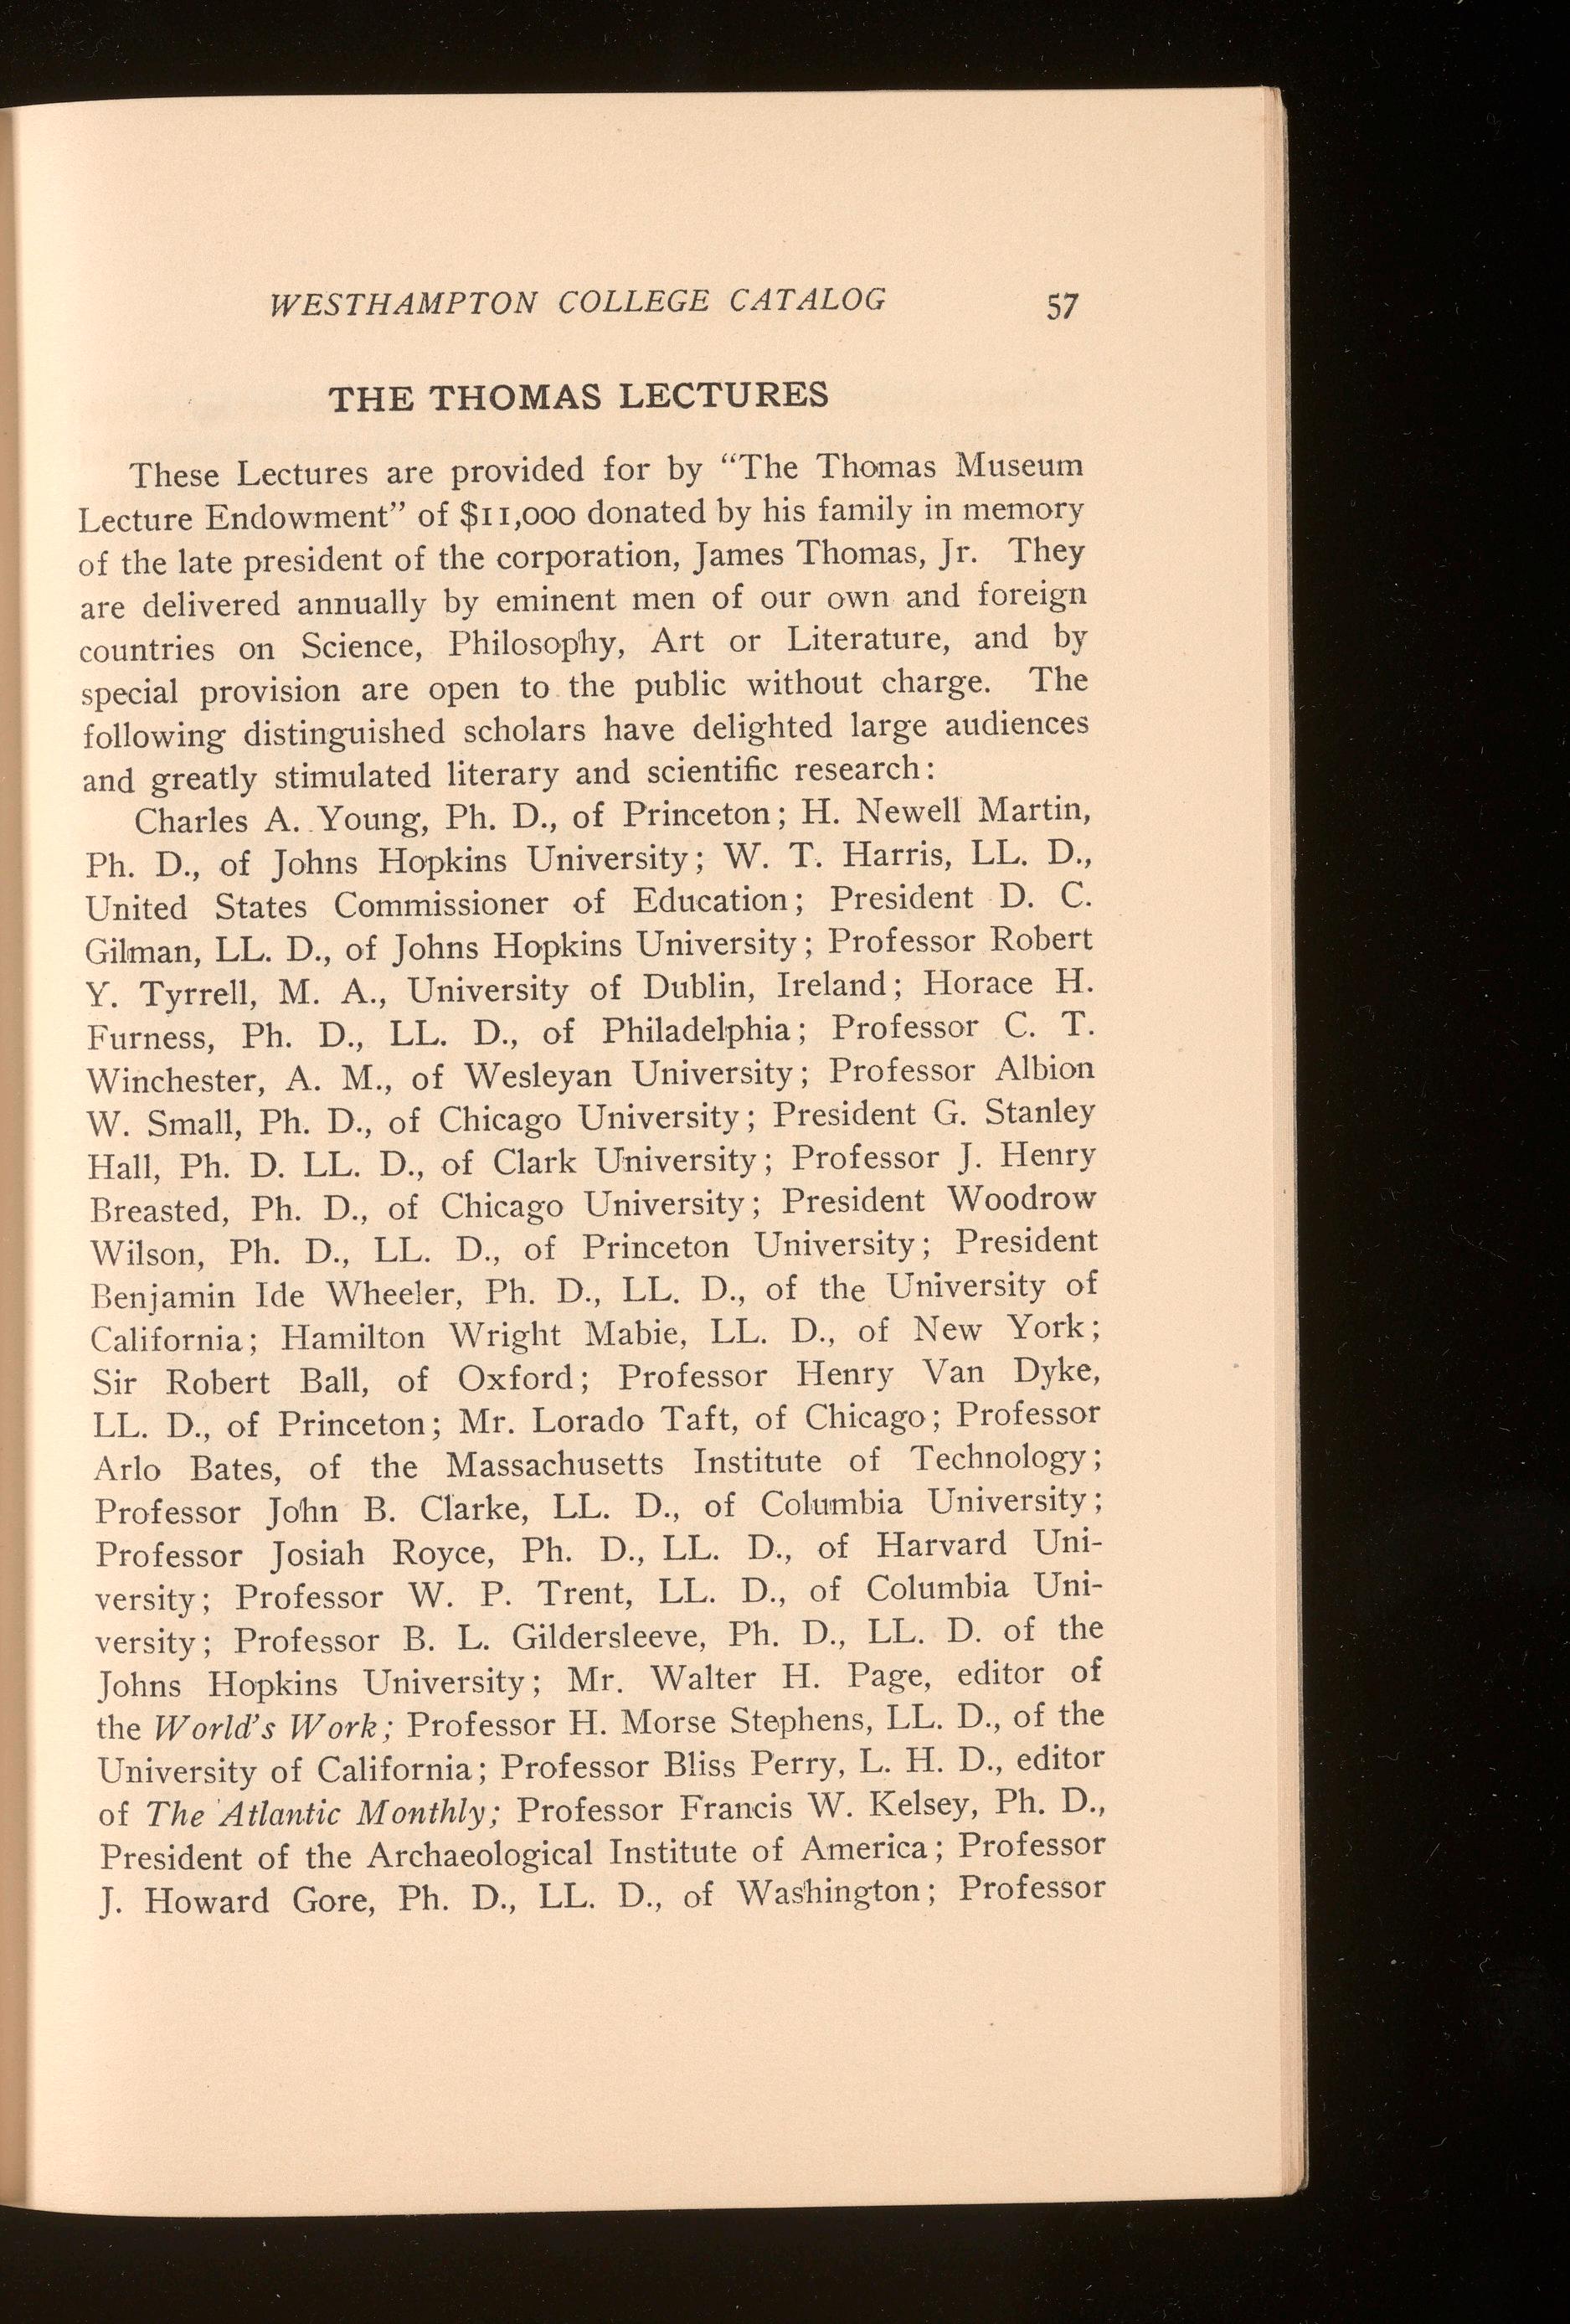 WESTHAMPTON COLLEGE CATALOG 57
THE THOMAS LECTURES
These Lectures are provided for by "The Thomas Museum
Lecture Endowment" of $11,000 donated by his family in memory
of the late president of the corporation, James Thomas, Jr. They
are delivered annually by eminent men of our own and foreign
countries on Science, Philosophy, Art or Literature, and by
special provision are open to the public without charge. The
following distinguished scholars have delighted large audiences
and greatly stimulated literary and scientific research:
Charles A. Young, Ph. D., of Princeton; H. Newell Martin,
Ph. D., of Johns Hopkins University; W. T. Harris, LL. D.,
United States Commissioner of Education; President D. C.
Gilman, LL. D., of Johns Hopkins University; Professor Robert
Y. Tyrrell, M. A., University of Dublin, Ireland; Horace H.
Furness, Ph. D., LL. D., of Philadelphia; Professor C. T.
Winchester, A. M., of Wesleyan University; Professor Albion
W. Small, Ph. D., of Chicago University; President G. Stanley
Hall, Ph. D. LL. D., of Clark University; Professor J. Henry
Breasted, Ph. D., of Chicago University; President Woodrow
Wilson, Ph. D., LL. D., of Princeton University; President
Benjamin Ide Wheeler, Ph. D., LL. D., of the University of
California; Hamilton Wright Mabie, LL. D., of New York;
Sir Robert Ball, of Oxford; Professor Henry Van Dyke,
LL. D., of Princeton; Mr. Lorado Taft, of Chicago; Professor
Arlo Bates, of the Massachusetts Institute of Technology;
Professor John B. Clarke, LL. D., of Columbia University;
Professor Josiah Royce, Ph. D., LL. D., of Harvard Uni-
versity; Professor W. P. Trent, LL. D., of Columbia Uni-
versity; Professor B. L. Gildersleeve, Ph. D., LL. D. of the
Johns Hopkins University; Mr. Walter H. Page, editor of
the World's Work; Professor H. Morse Stephens, LL. D., of the
University of California; Professor Bliss Perry, L. H. D., editor
of The Atlantic Monthly; Professor Francis W. Kelsey, Ph. D.,
President of the Archaeological Institute of America; Professor
J. Howard Gore, Ph. D., LL. D., of Washington; Professor